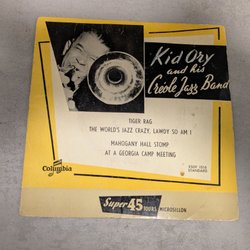 Kid Ory
and his
Créole Jazz Band
TIGER RAG
THE WORLD'S JAZZ CRAZY, LAWDY SO AM I
MAHOGANY HALL STOMP
AT A GEORGIA CAMP MEETING
Columbia
STANDARD
Super 45 TOURS MICROSILLON